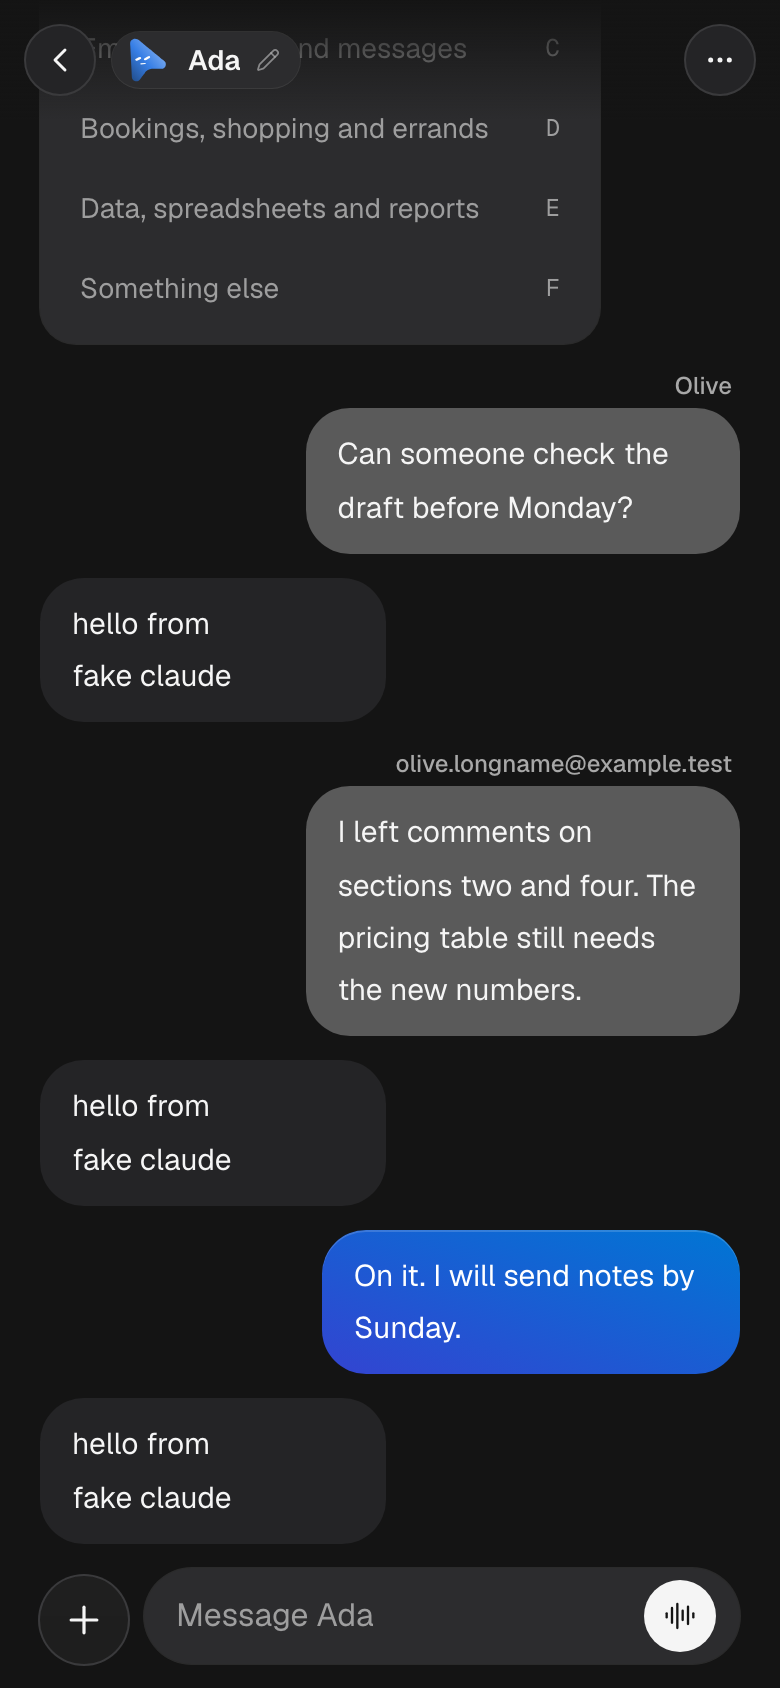 Ada
nd messages C
Bookings, shopping and errands D
Data, spreadsheets and reports E
Something else F
Olive
Can someone check the
draft before Monday?
hello from
fake claude
olive.longname@example.test
I left comments on
sections two and four. The
pricing table still needs
the new numbers.
hello from
fake claude
On it. I will send notes by
Sunday.
hello from
fake claude
Message Ada